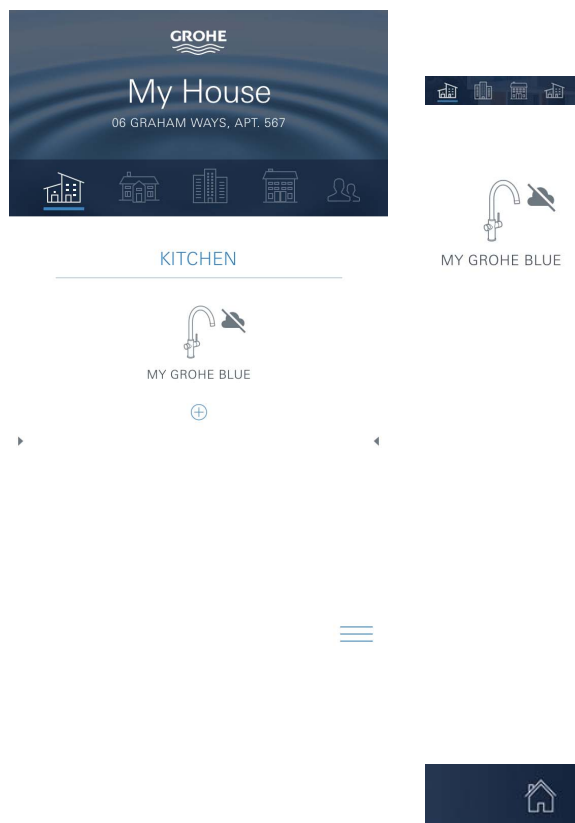 GROHE
My House
06 GRAHAM WAYS, APT. 567
KITCHEN
MY GROHE BLUE
MY GROHE BLUE